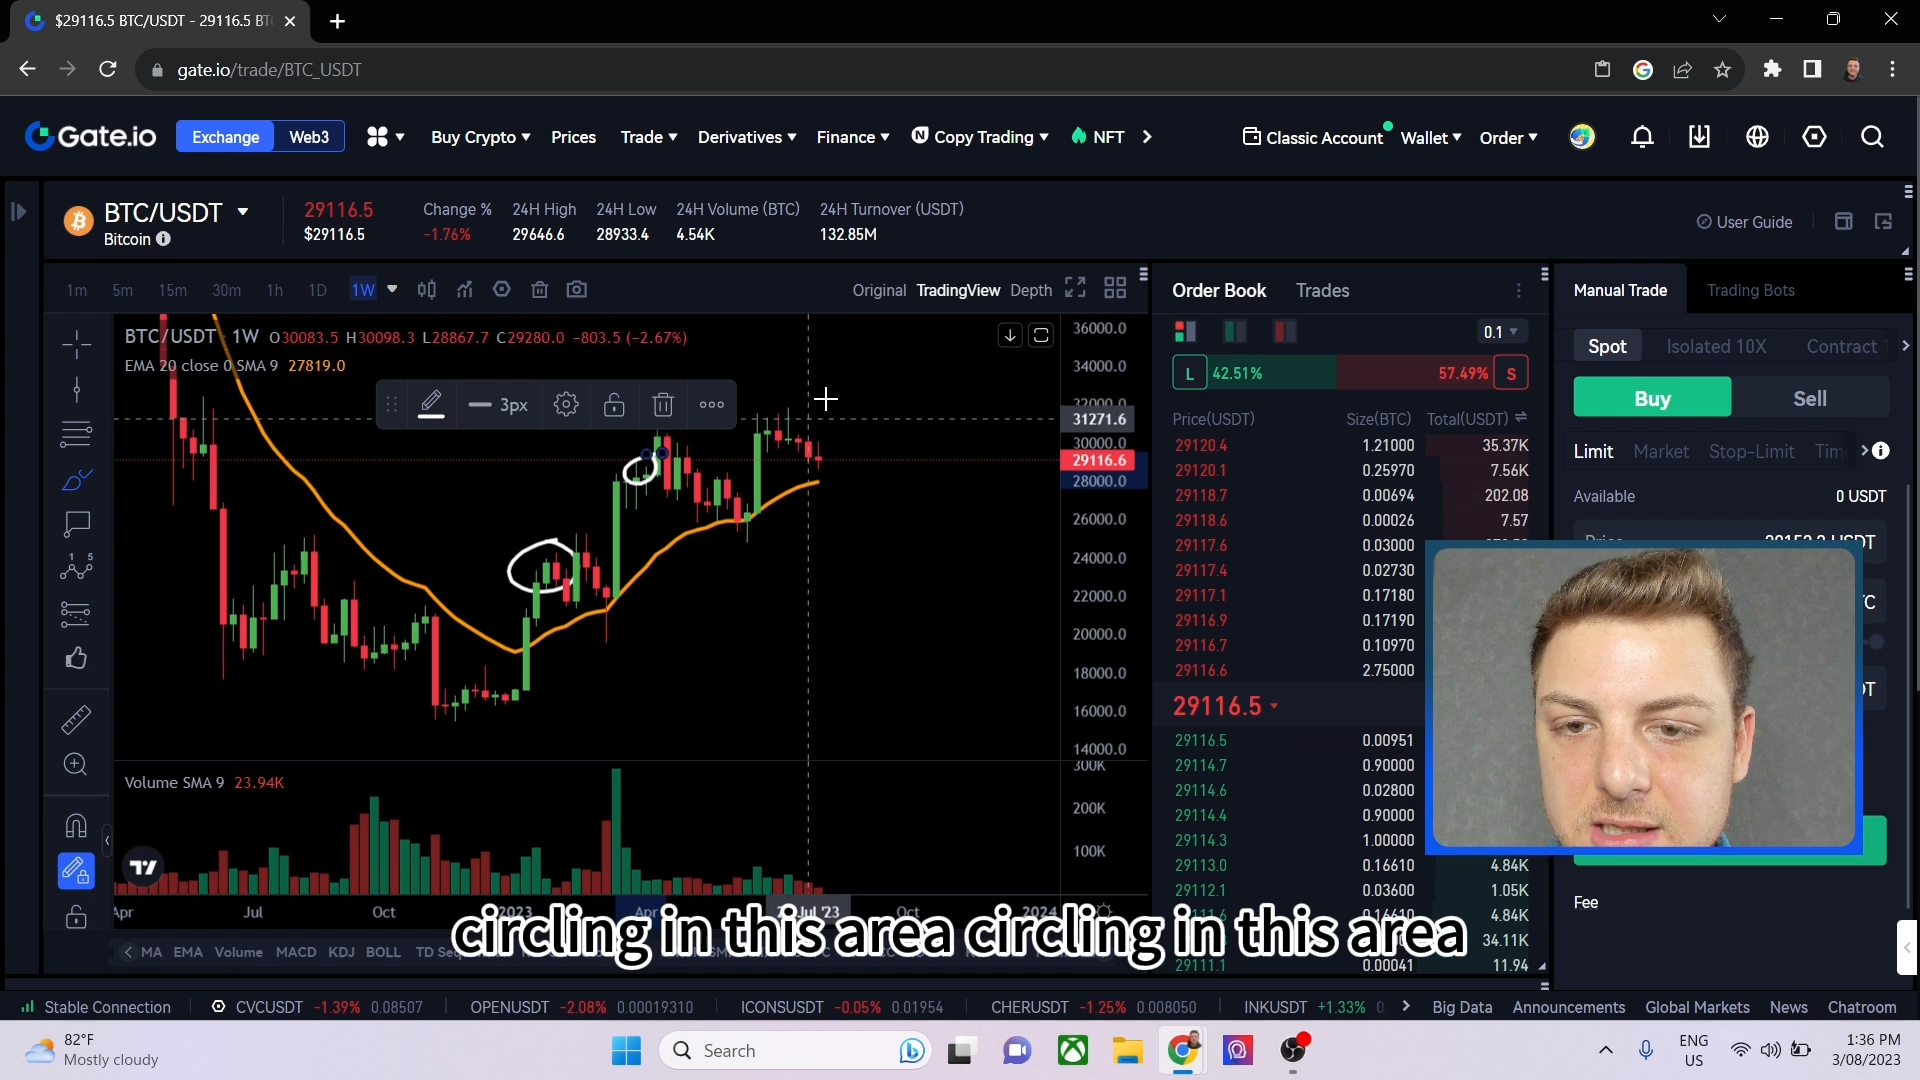 $29116.5 BTC/USDT - 29116.5 BT
gate.io/trade/BTC_USDT
Gate.io
Exchange Web3 Buy Crypto Prices Trade Derivatives Finance Copy Trading NFT Classic Account Wallet Order
BTC/USDT
Bitcoin
29116.5
$29116.5
Change % 24H High 24H Low 24H Volume (BTC) 24H Turnover (USDT)
-1.76% 29646.6 28933.4 4.54K 132.85M
User Guide
1m 5m 15m 30m 1h 1D 1W
Original TradingView Depth
BTC/USDT · 1W O30083.5 H30098.3 L28867.7 C29280.0 -803.5 (-2.67%)
EMA 20 close 0 SMA 9 27819.0
3px
36000.0
34000.0
32000.0
31271.6
30000.0
29116.6
28000.0
26000.0
24000.0
22000.0
20000.0
18000.0
16000.0
14000.0
Volume SMA 9 23.94K
300K
200K
100K
Apr Jul Oct 2023 Apr Jul '23 Oct 2024
MA EMA Volume MACD KDJ BOLL
Order Book Trades
0.1
L 42.51% 57.49% S
Price(USDT) Size(BTC) Total(USDT)
29120.4 1.21000 35.37K
29120.1 0.25970 7.56K
29118.7 0.00694 202.08
29118.6 0.00026 7.57
29117.6 0.03000
29117.4 0.02730
29117.1 0.17180
29116.9 0.17190
29116.7 0.10970
29116.6 2.75000
29116.5
29116.5 0.00951
29114.7 0.90000
29114.6 0.02800
29114.4 0.90000
29114.3 1.00000
29113.0 0.16610 4.84K
29112.1 0.03600 1.05K
4.84K
34.11K
29111.1 0.00041 11.94
Manual Trade Trading Bots
Spot Isolated 10X Contract
Buy Sell
Limit Market Stop-Limit
Available 0 USDT
Fee
circling in this area circling in this area
Stable Connection CVCUSDT -1.39% 0.08507 OPENUSDT -2.08% 0.00019310 ICONSUSDT -0.05% 0.01954 CHERUSDT -1.25% 0.008050 INKUSDT +1.33% Big Data Announcements Global Markets News Chatroom
82°F
Mostly cloudy
Search
ENG
US
1:36 PM
3/08/2023